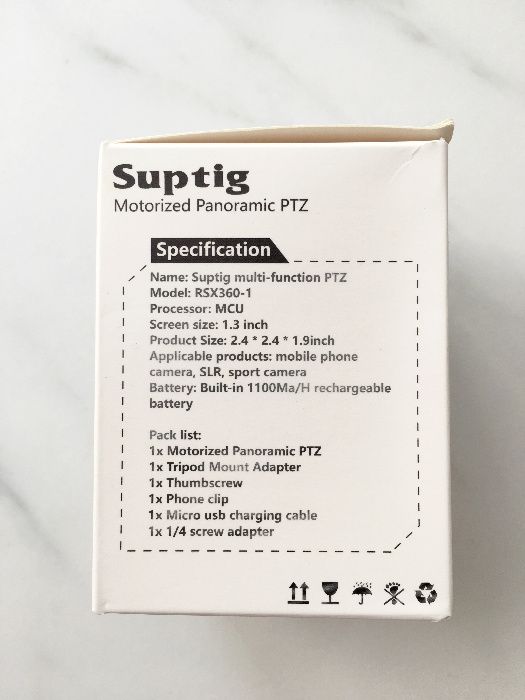 Suptig
Motorized Panoramic PTZ
Specification
Name: Suptig multi-function PTZ
Model: RSX360-1
Processor: MCU
Screen size: 1.3 inch
Product Size: 2.4 * 2.4 * 1.9inch
Applicable products: mobile phone
camera, SLR, sport camera
Battery: Built-in 1100Ma/H rechargeable
battery
Pack list:
1x Motorized Panoramic PTZ
1x Tripod Mount Adapter
1x Thumbscrew
1x Phone clip
1x Micro usb charging cable
1x 1/4 screw adapter